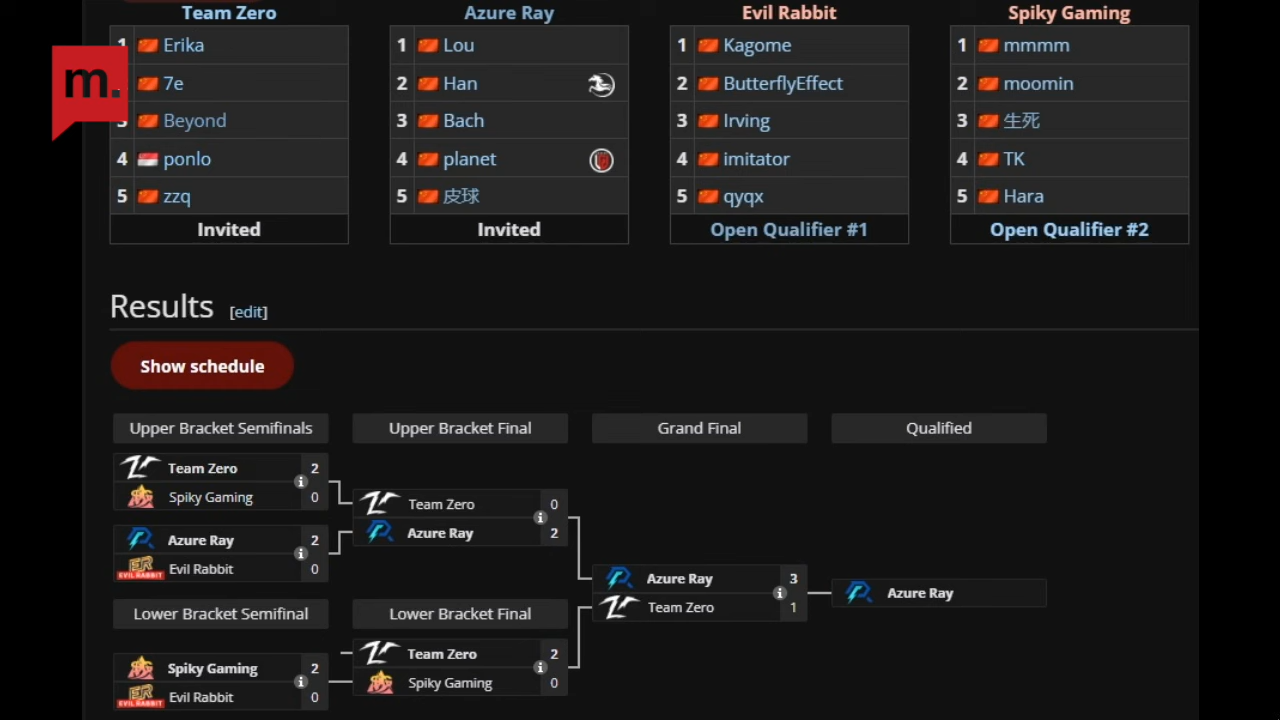 Team Zero
Azure Ray
Evil Rabbit
Spiky Gaming
m.
1 Erika
7e
3 Beyond
4 ponlo
5 zzq
Invited
1 Lou
2 Han
3 Bach
4 planet
5 皮球
Invited
1 Kagome
2 ButterflyEffect
3 Irving
4 imitator
5 qyqx
Open Qualifier #1
1 mmmm
2 moomin
3 生死
4 TK
5 Hara
Open Qualifier #2
Results [edit]
Show schedule
Upper Bracket Semifinals
Team Zero 2
Spiky Gaming 0
Azure Ray 2
EVIL RABBIT Evil Rabbit 0
Lower Bracket Semifinal
Spiky Gaming 2
EVIL RABBIT Evil Rabbit 0
Upper Bracket Final
Team Zero 0
Azure Ray 2
Lower Bracket Final
Team Zero 2
Spiky Gaming 0
Grand Final
Azure Ray 3
Team Zero 1
Qualified
Azure Ray